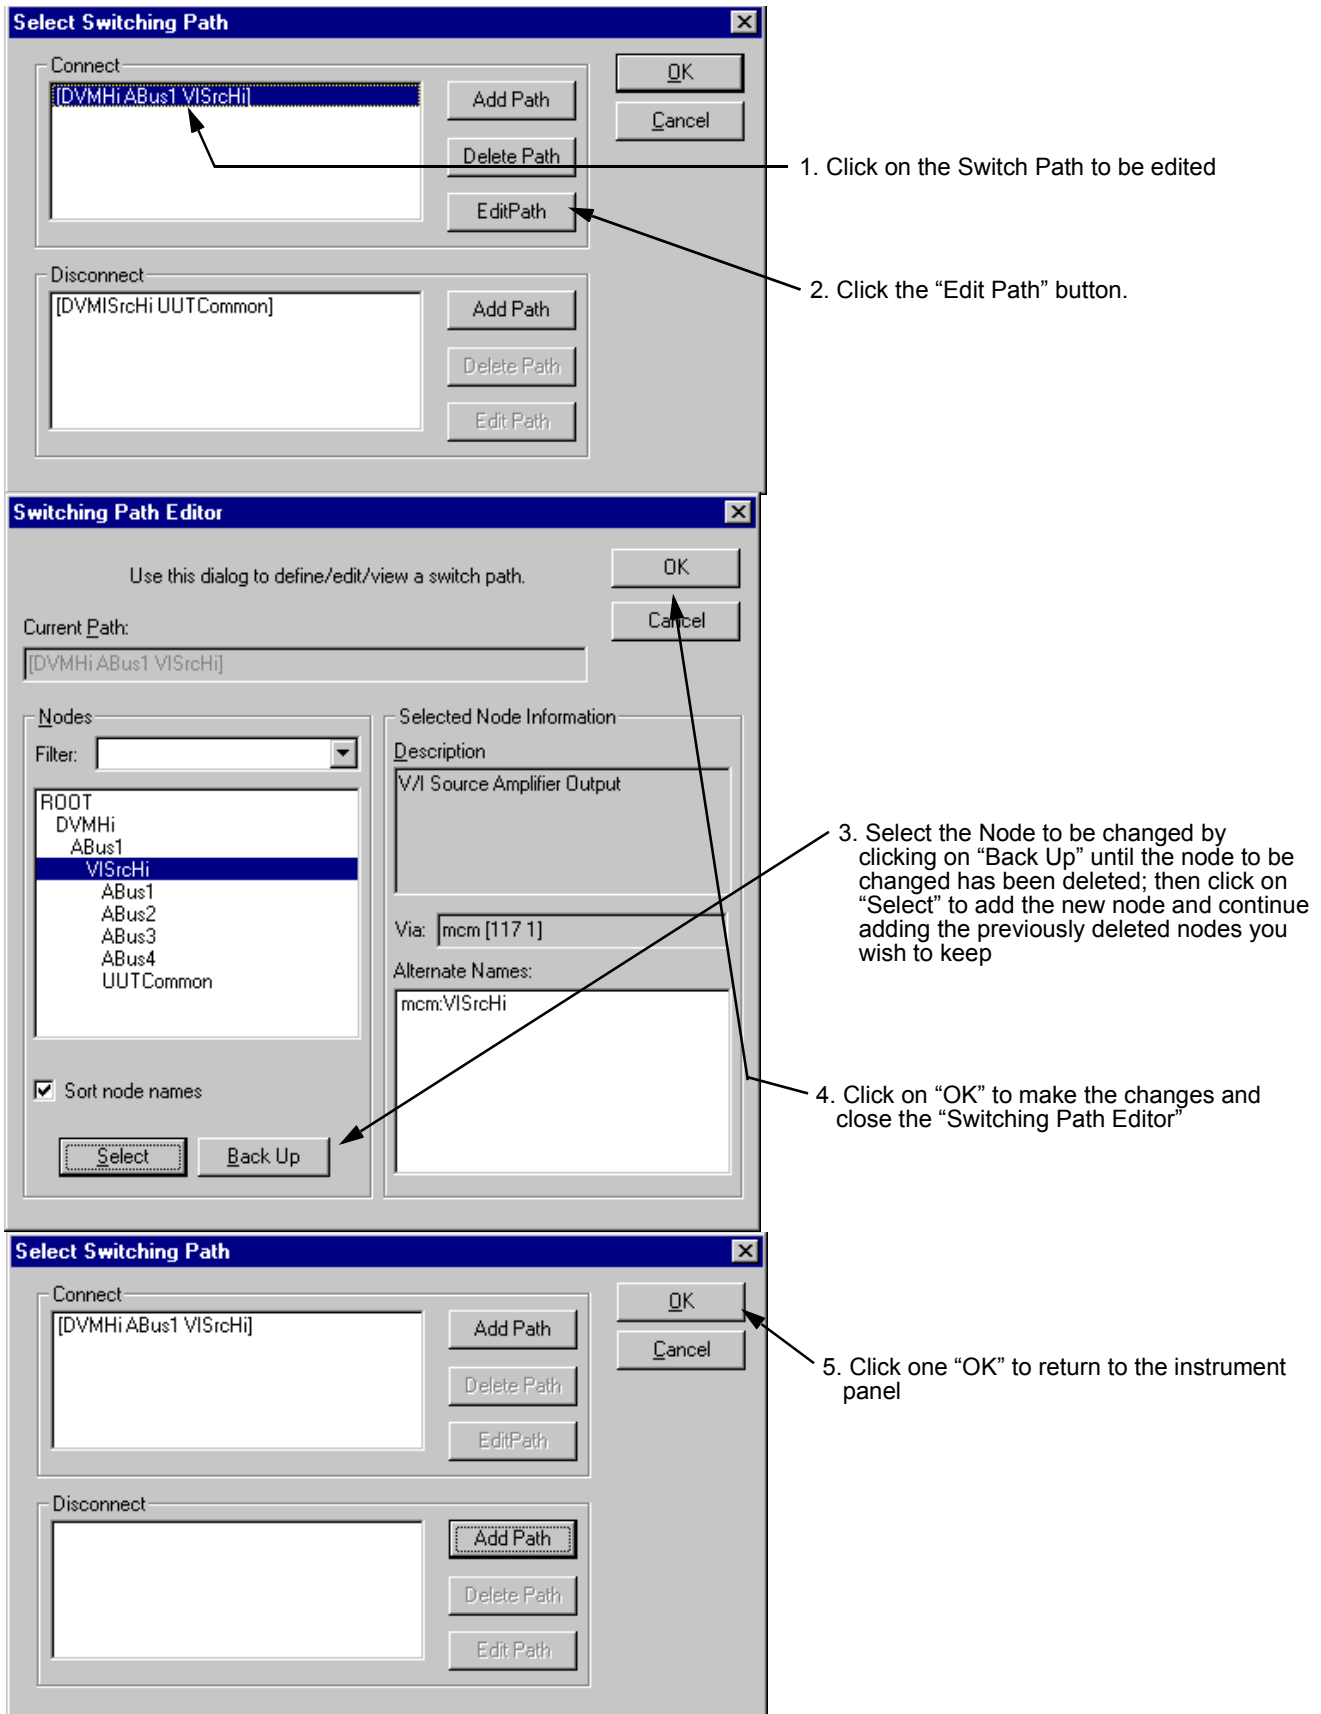 Select Switching Path
Connect
[DVMHi ABus1 VISrcHi]
Add Path
Delete Path
EditPath
OK
Cancel
1. Click on the Switch Path to be edited
2. Click the “Edit Path” button.
Disconnect
[DVMISrcHi UUTCommon]
Add Path
Delete Path
Edit Path
Switching Path Editor
Use this dialog to define/edit/view a switch path.
OK
Cancel
Current Path:
[DVMHi ABus1 VISrcHi]
Nodes
Filter:
ROOT
DVMHi
ABus1
VISrcHi
ABus1
ABus2
ABus3
ABus4
UUTCommon
Sort node names
Select
Back Up
Selected Node Information
Description
V/I Source Amplifier Output
Via:
mcm [117 1]
Alternate Names:
mcm:VISrcHi
3. Select the Node to be changed by
clicking on “Back Up” until the node to be
changed has been deleted; then click on
“Select” to add the new node and continue
adding the previously deleted nodes you
wish to keep
4. Click on “OK” to make the changes and
close the “Switching Path Editor”
Select Switching Path
Connect
[DVMHi ABus1 VISrcHi]
Add Path
Delete Path
EditPath
OK
Cancel
5. Click one “OK” to return to the instrument
panel
Disconnect
Add Path
Delete Path
Edit Path